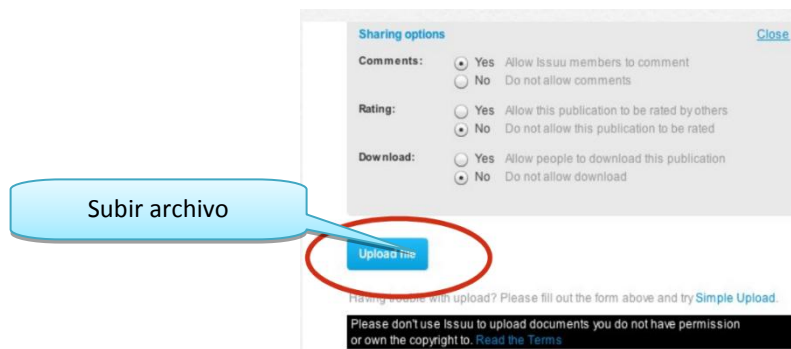 Sharing options Close
Comments: Yes Allow Issuu members to comment
No Do not allow comments
Rating: Yes Allow this publication to be rated by others
No Do not allow this publication to be rated
Download: Yes Allow people to download this publication
No Do not allow download
Subir archivo
Upload file
Having trouble with upload? Please fill out the form above and try Simple Upload.
Please don't use Issuu to upload documents you do not have permission
or own the copyright to. Read the Terms